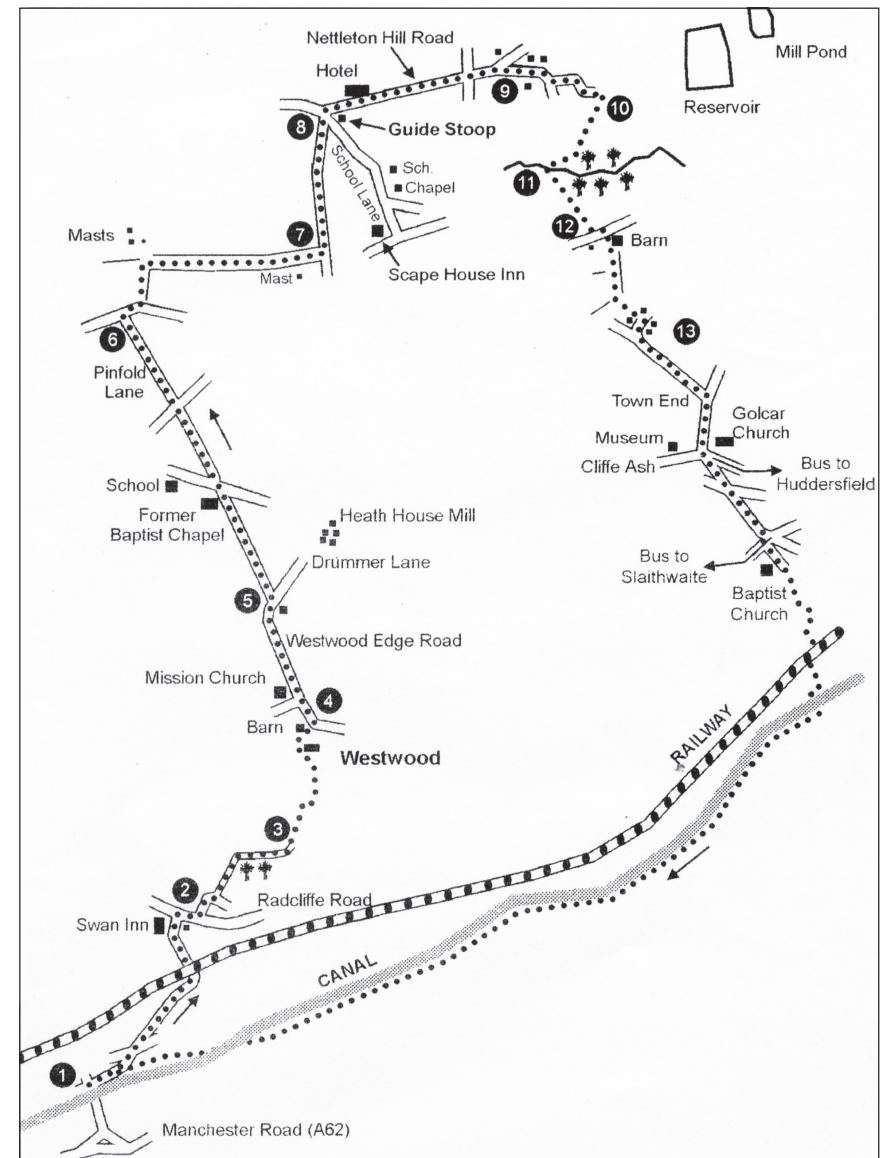 Nettleton Hill Road
Mill Pond
Hotel
9
Reservoir
10
8
Guide Stoop
School Lane
Sch.
Chapel
11
12
Masts
7
Barn
Mast
Scape House Inn
6
13
Pinfold
Lane
Town End
Golcar
Church
Museum
Cliffe Ash
Bus to
Huddersfield
School
Former
Baptist Chapel
Heath House Mill
Drummer Lane
Bus to
Slaithwaite
5
Baptist
Church
Westwood Edge Road
Mission Church
4
Barn
Westwood
RAILWAY
3
2
Radcliffe Road
Swan Inn
CANAL
1
Manchester Road (A62)